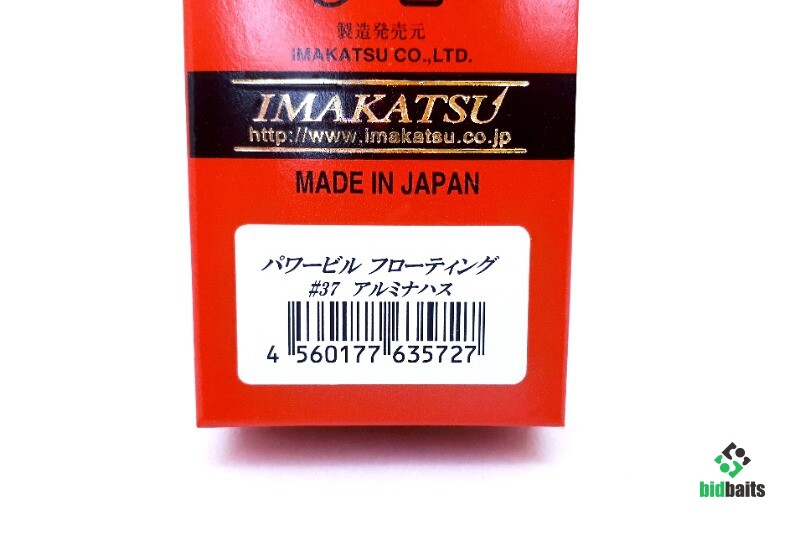 製造発売元
IMAKATSU CO.,LTD.
IMAKATSU
http://www.imakatsu.co.jp
MADE IN JAPAN
パワービル フローティング
#37 アルミナハス
4 560177 635727
bidbaits